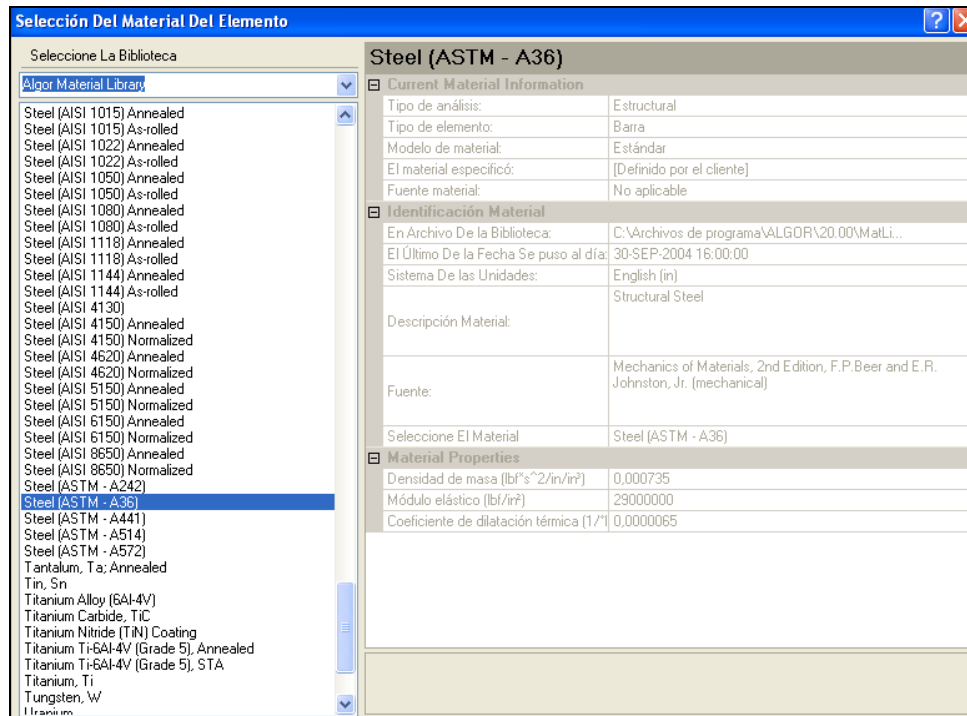 Selección Del Material Del Elemento
Seleccione La Biblioteca
Algor Material Library
Steel (AISI 1015) Annealed
Steel (AISI 1015) As-rolled
Steel (AISI 1022) Annealed
Steel (AISI 1022) As-rolled
Steel (AISI 1050) Annealed
Steel (AISI 1050) As-rolled
Steel (AISI 1080) Annealed
Steel (AISI 1080) As-rolled
Steel (AISI 1118) Annealed
Steel (AISI 1118) As-rolled
Steel (AISI 1144) Annealed
Steel (AISI 1144) As-rolled
Steel (AISI 4130)
Steel (AISI 4150) Annealed
Steel (AISI 4150) Normalized
Steel (AISI 4620) Annealed
Steel (AISI 4620) Normalized
Steel (AISI 5150) Annealed
Steel (AISI 5150) Normalized
Steel (AISI 6150) Annealed
Steel (AISI 6150) Normalized
Steel (AISI 8650) Annealed
Steel (AISI 8650) Normalized
Steel (ASTM - A242)
Steel (ASTM - A36)
Steel (ASTM - A441)
Steel (ASTM - A514)
Steel (ASTM - A572)
Tantalum, Ta; Annealed
Tin, Sn
Titanium Alloy (6Al-4V)
Titanium Carbide, TiC
Titanium Nitride (TiN) Coating
Titanium Ti-6Al-4V (Grade 5), Annealed
Titanium Ti-6Al-4V (Grade 5), STA
Titanium, Ti
Tungsten, W
Uranium
Steel (ASTM - A36)
Current Material Information
Tipo de análisis: Estructural
Tipo de elemento: Barra
Modelo de material: Estándar
El material especificó: [Definido por el cliente]
Fuente material: No aplicable
Identificación Material
En Archivo De la Biblioteca: C:\Archivos de programa\ALGOR\20.00\MatLi...
El Último De la Fecha Se puso al día: 30-SEP-2004 16:00:00
Sistema De las Unidades: English (in)
Descripción Material: Structural Steel
Fuente: Mechanics of Materials, 2nd Edition, F.P.Beer and E.R.
Johnston, Jr. (mechanical)
Seleccione El Material Steel (ASTM - A36)
Material Properties
Densidad de masa (lbf*s^2/in/in³) 0,000735
Módulo elástico (lbf/in²) 29000000
Coeficiente de dilatación térmica (1/° 0,0000065